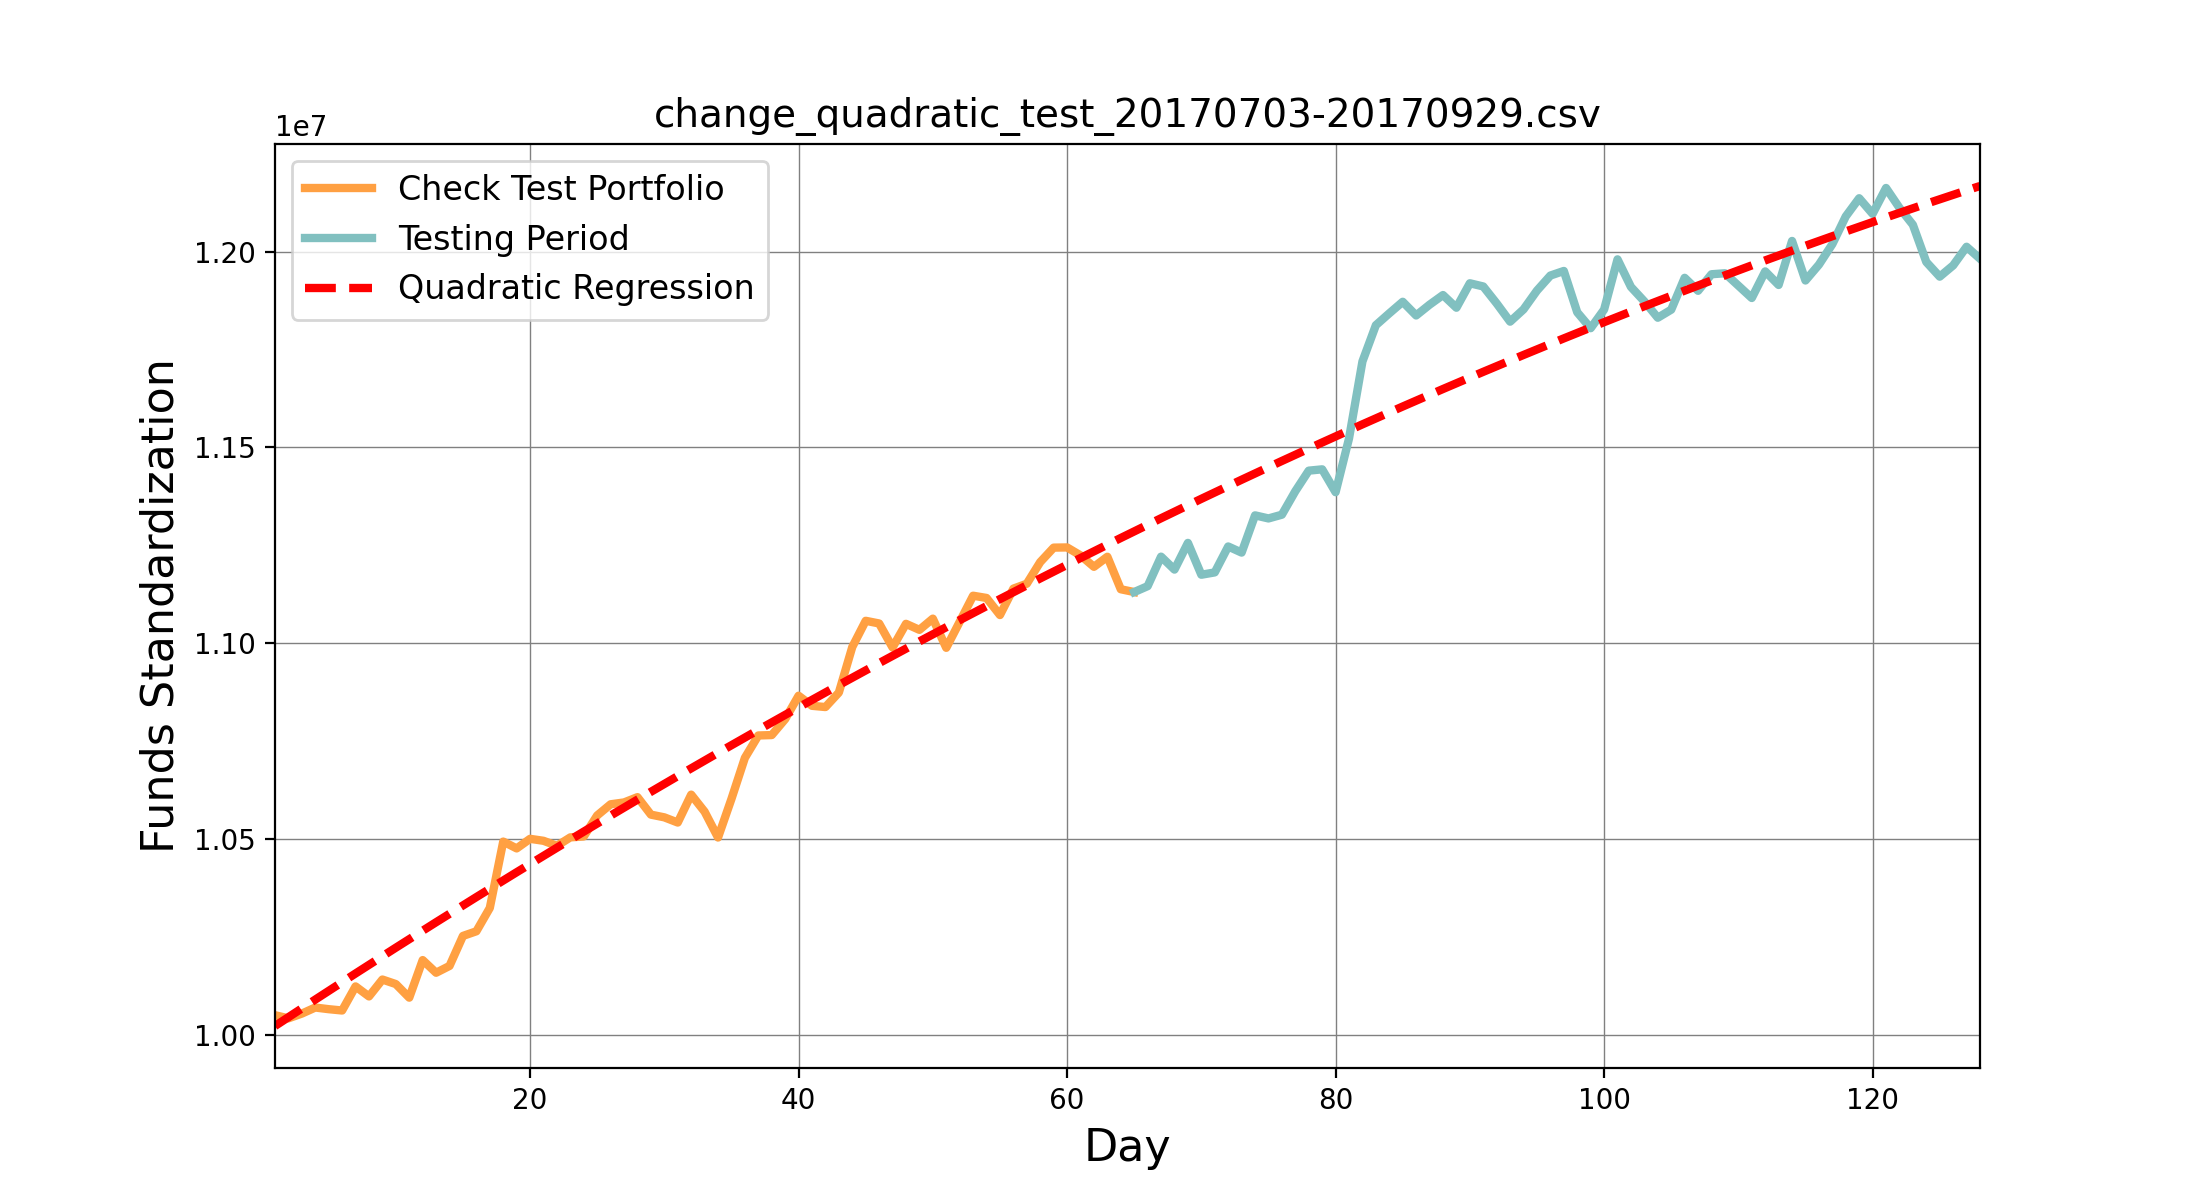 change_quadratic_test_20170703-20170929.csv
1e7
Check Test Portfolio
Testing Period
Quadratic Regression
1.20
1.15
1.10
1.05
1.00
Funds Standardization
20 40 60 80 100 120
Day